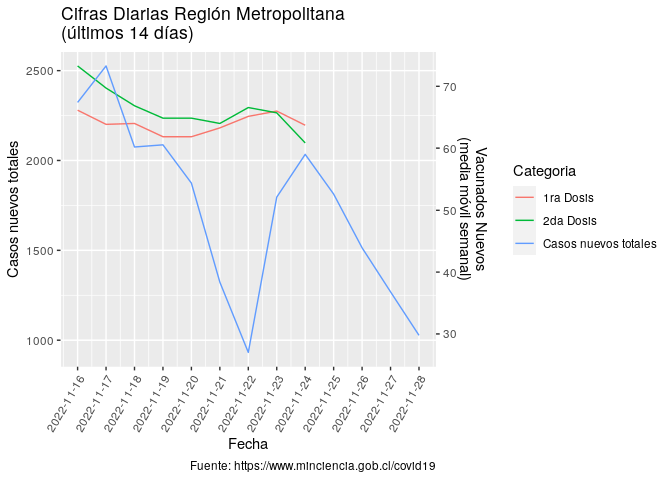 Cifras Diarias Región Metropolitana
(últimos 14 días)
2500
2000
1500
1000
Casos nuevos totales
70
60
50
40
30
Vacunados Nuevos
(media móvil semanal)
2022-11-16
2022-11-17
2022-11-18
2022-11-19
2022-11-20
2022-11-21
2022-11-22
2022-11-23
2022-11-24
2022-11-25
2022-11-26
2022-11-27
2022-11-28
Fecha
Categoria
1ra Dosis
2da Dosis
Casos nuevos totales
Fuente: https://www.minciencia.gob.cl/covid19